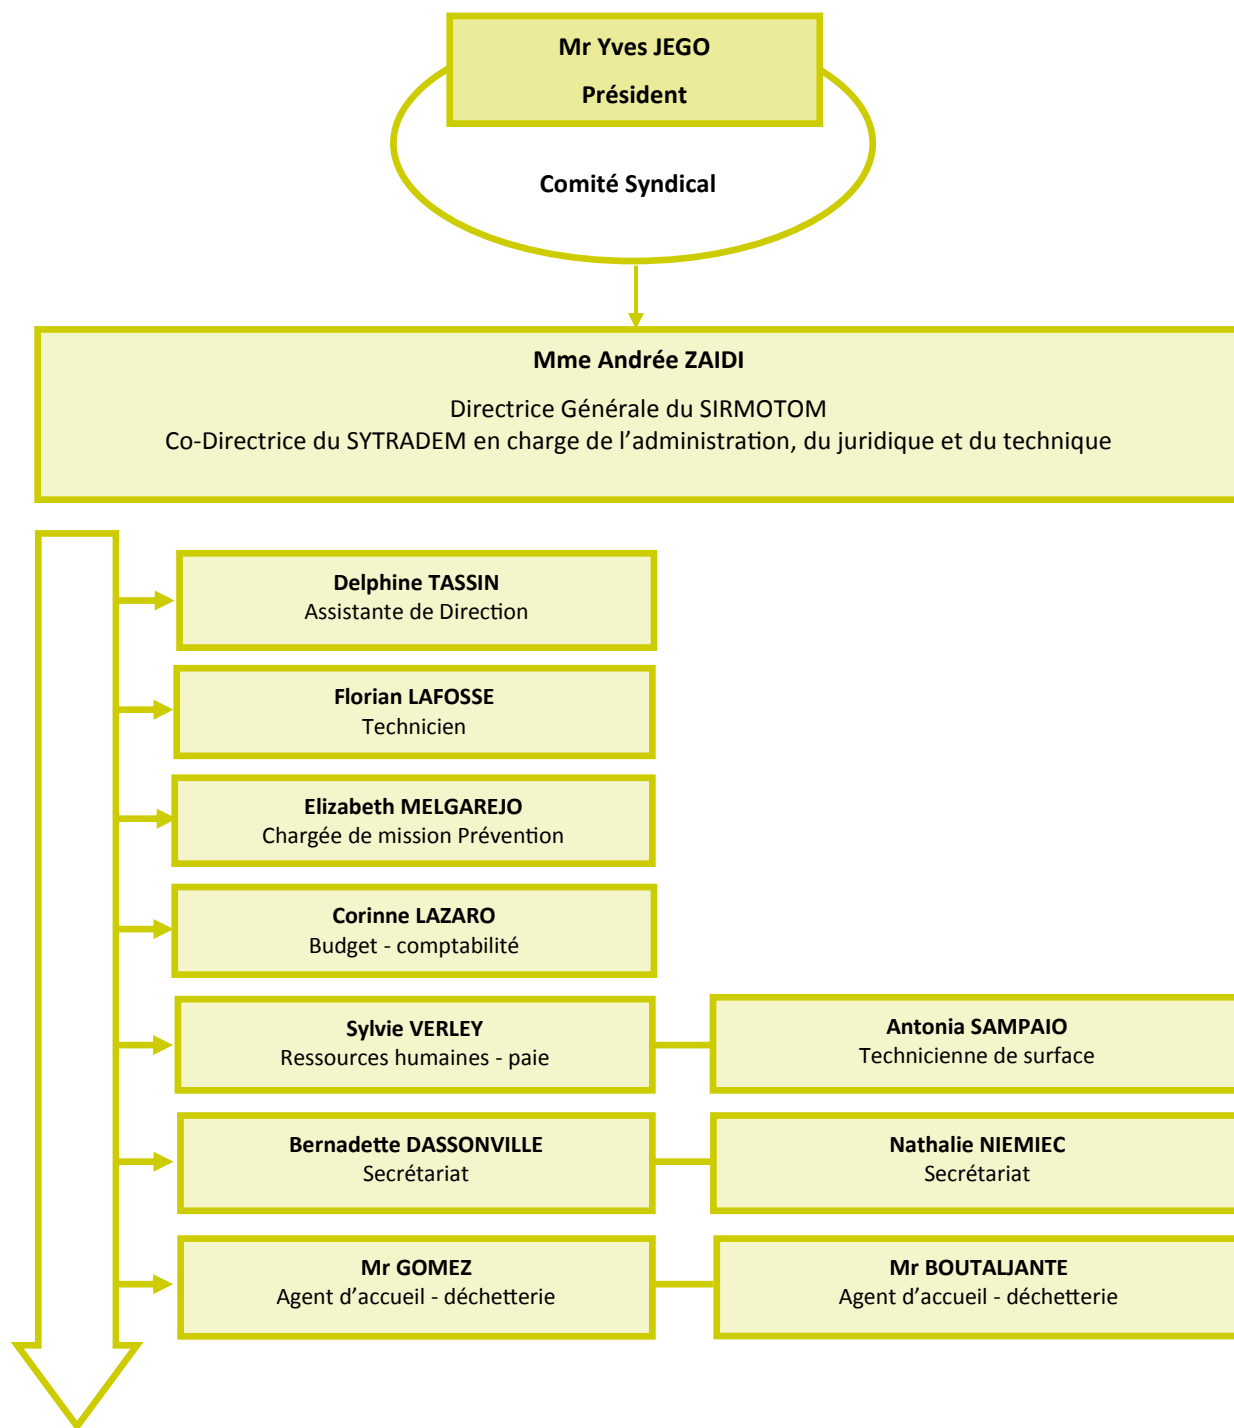 Mr Yves JEGO
Président
Comité Syndical
Mme Andrée ZAIDI
Directrice Générale du SIRMOTOM
Co-Directrice du SYTRADEM en charge de l’administration, du juridique et du technique
Delphine TASSIN
Assistante de Direction
Florian LAFOSSE
Technicien
Elizabeth MELGAREJO
Chargée de mission Prévention
Corinne LAZARO
Budget - comptabilité
Sylvie VERLEY
Ressources humaines - paie
Antonia SAMPAIO
Technicienne de surface
Bernadette DASSONVILLE
Secrétariat
Nathalie NIEMIEC
Secrétariat
Mr GOMEZ
Agent d’accueil - déchetterie
Mr BOUTALJANTE
Agent d’accueil - déchetterie